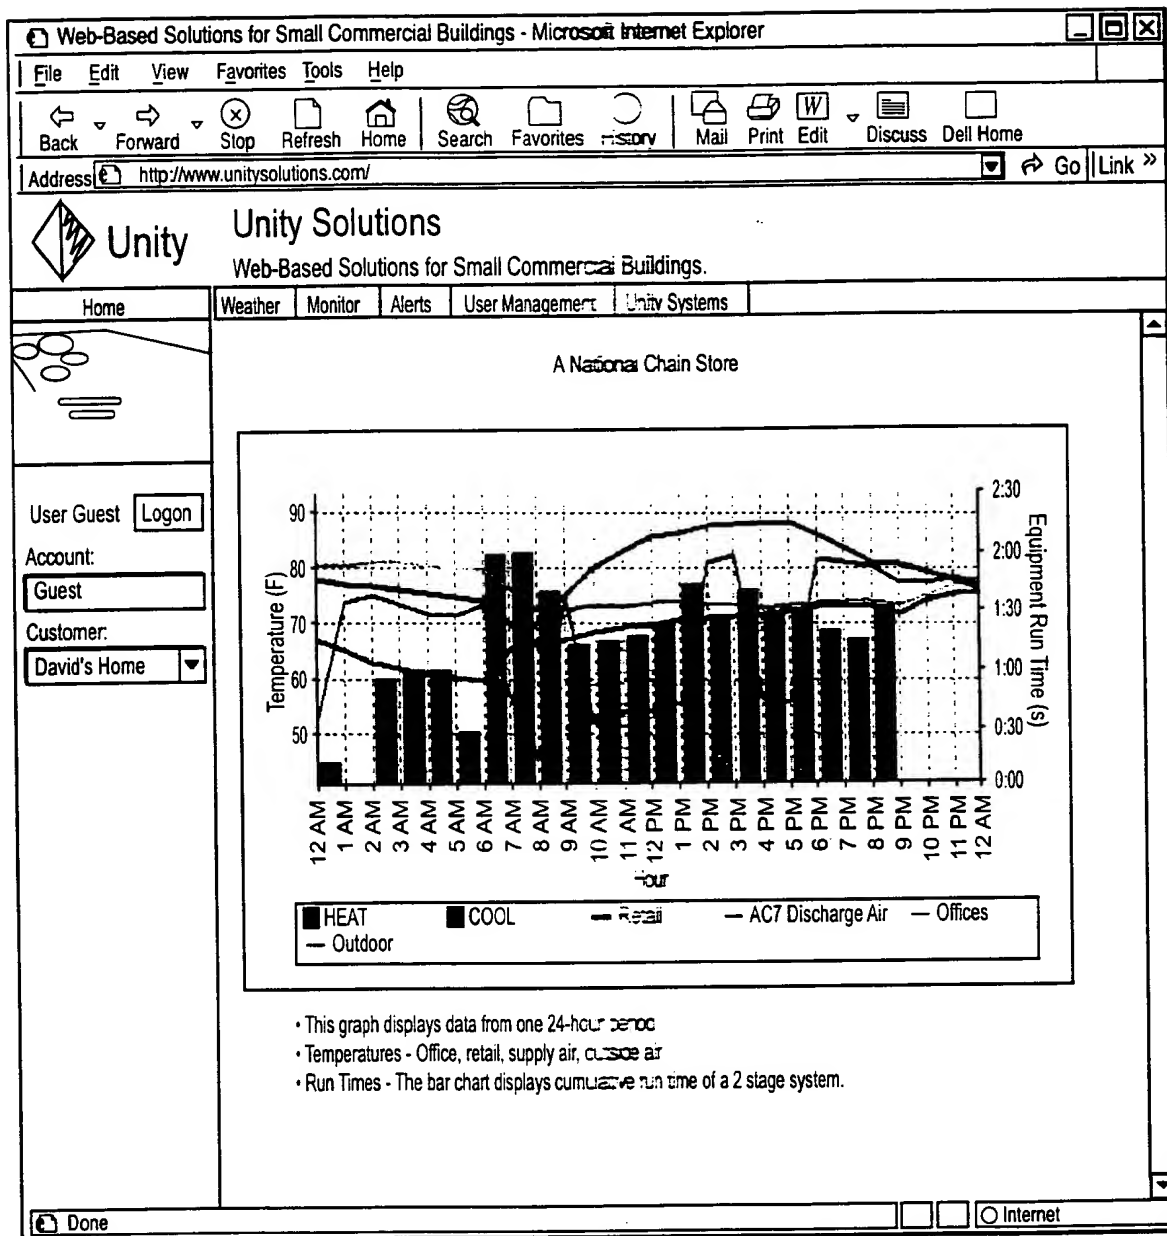 Web-Based Solutions for Small Commercial Buildings - Microsoft Internet Explorer
File Edit View Favorites Tools Help
Back Forward Stop Refresh Home Search Favorites History Mail Print Edit Discuss Dell Home
W
Address http://www.unitysolutions.com/ Go Link »
Unity
Unity Solutions
Web-Based Solutions for Small Commercial Buildings.
Home Weather Monitor Alerts User Management Unity Systems
A National Chain Store
User Guest Logon
Account:
Guest
Customer:
David's Home
Temperature (F)
90
80
70
60
50
2:30
2:00
1:30
1:00
0:30
0:00
Equipment Run Time (s)
12 AM 1 AM 2 AM 3 AM 4 AM 5 AM 6 AM 7 AM 8 AM 9 AM 10 AM 11 AM 12 PM 1 PM 2 PM 3 PM 4 PM 5 PM 6 PM 7 PM 8 PM 9 PM 10 PM 11 PM 12 AM
Hour
HEAT COOL Retail AC7 Discharge Air Offices
Outdoor
• This graph displays data from one 24-hour period
• Temperatures - Office, retail, supply air, outside air
• Run Times - The bar chart displays cumulative run time of a 2 stage system.
Done Internet